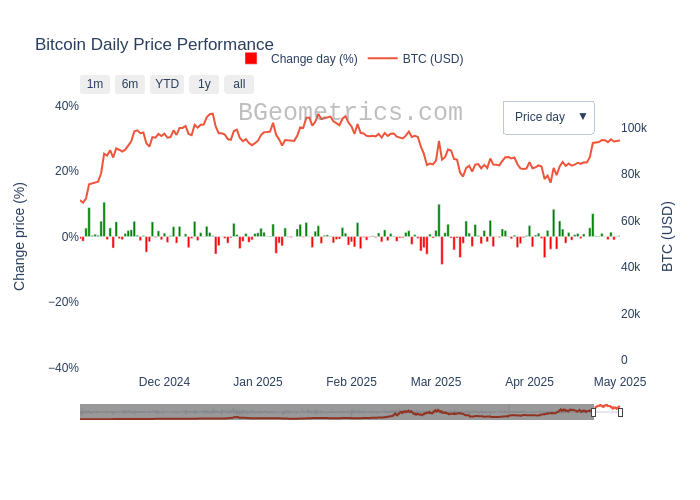 Bitcoin Daily Price Performance
Change day (%)
BTC (USD)
1m
6m
YTD
1y
all
BGeometrics.com
Price day ▼
40%
20%
0%
−20%
−40%
Change price (%)
100k
80k
60k
40k
20k
0
BTC (USD)
Dec 2024
Jan 2025
Feb 2025
Mar 2025
Apr 2025
May 2025